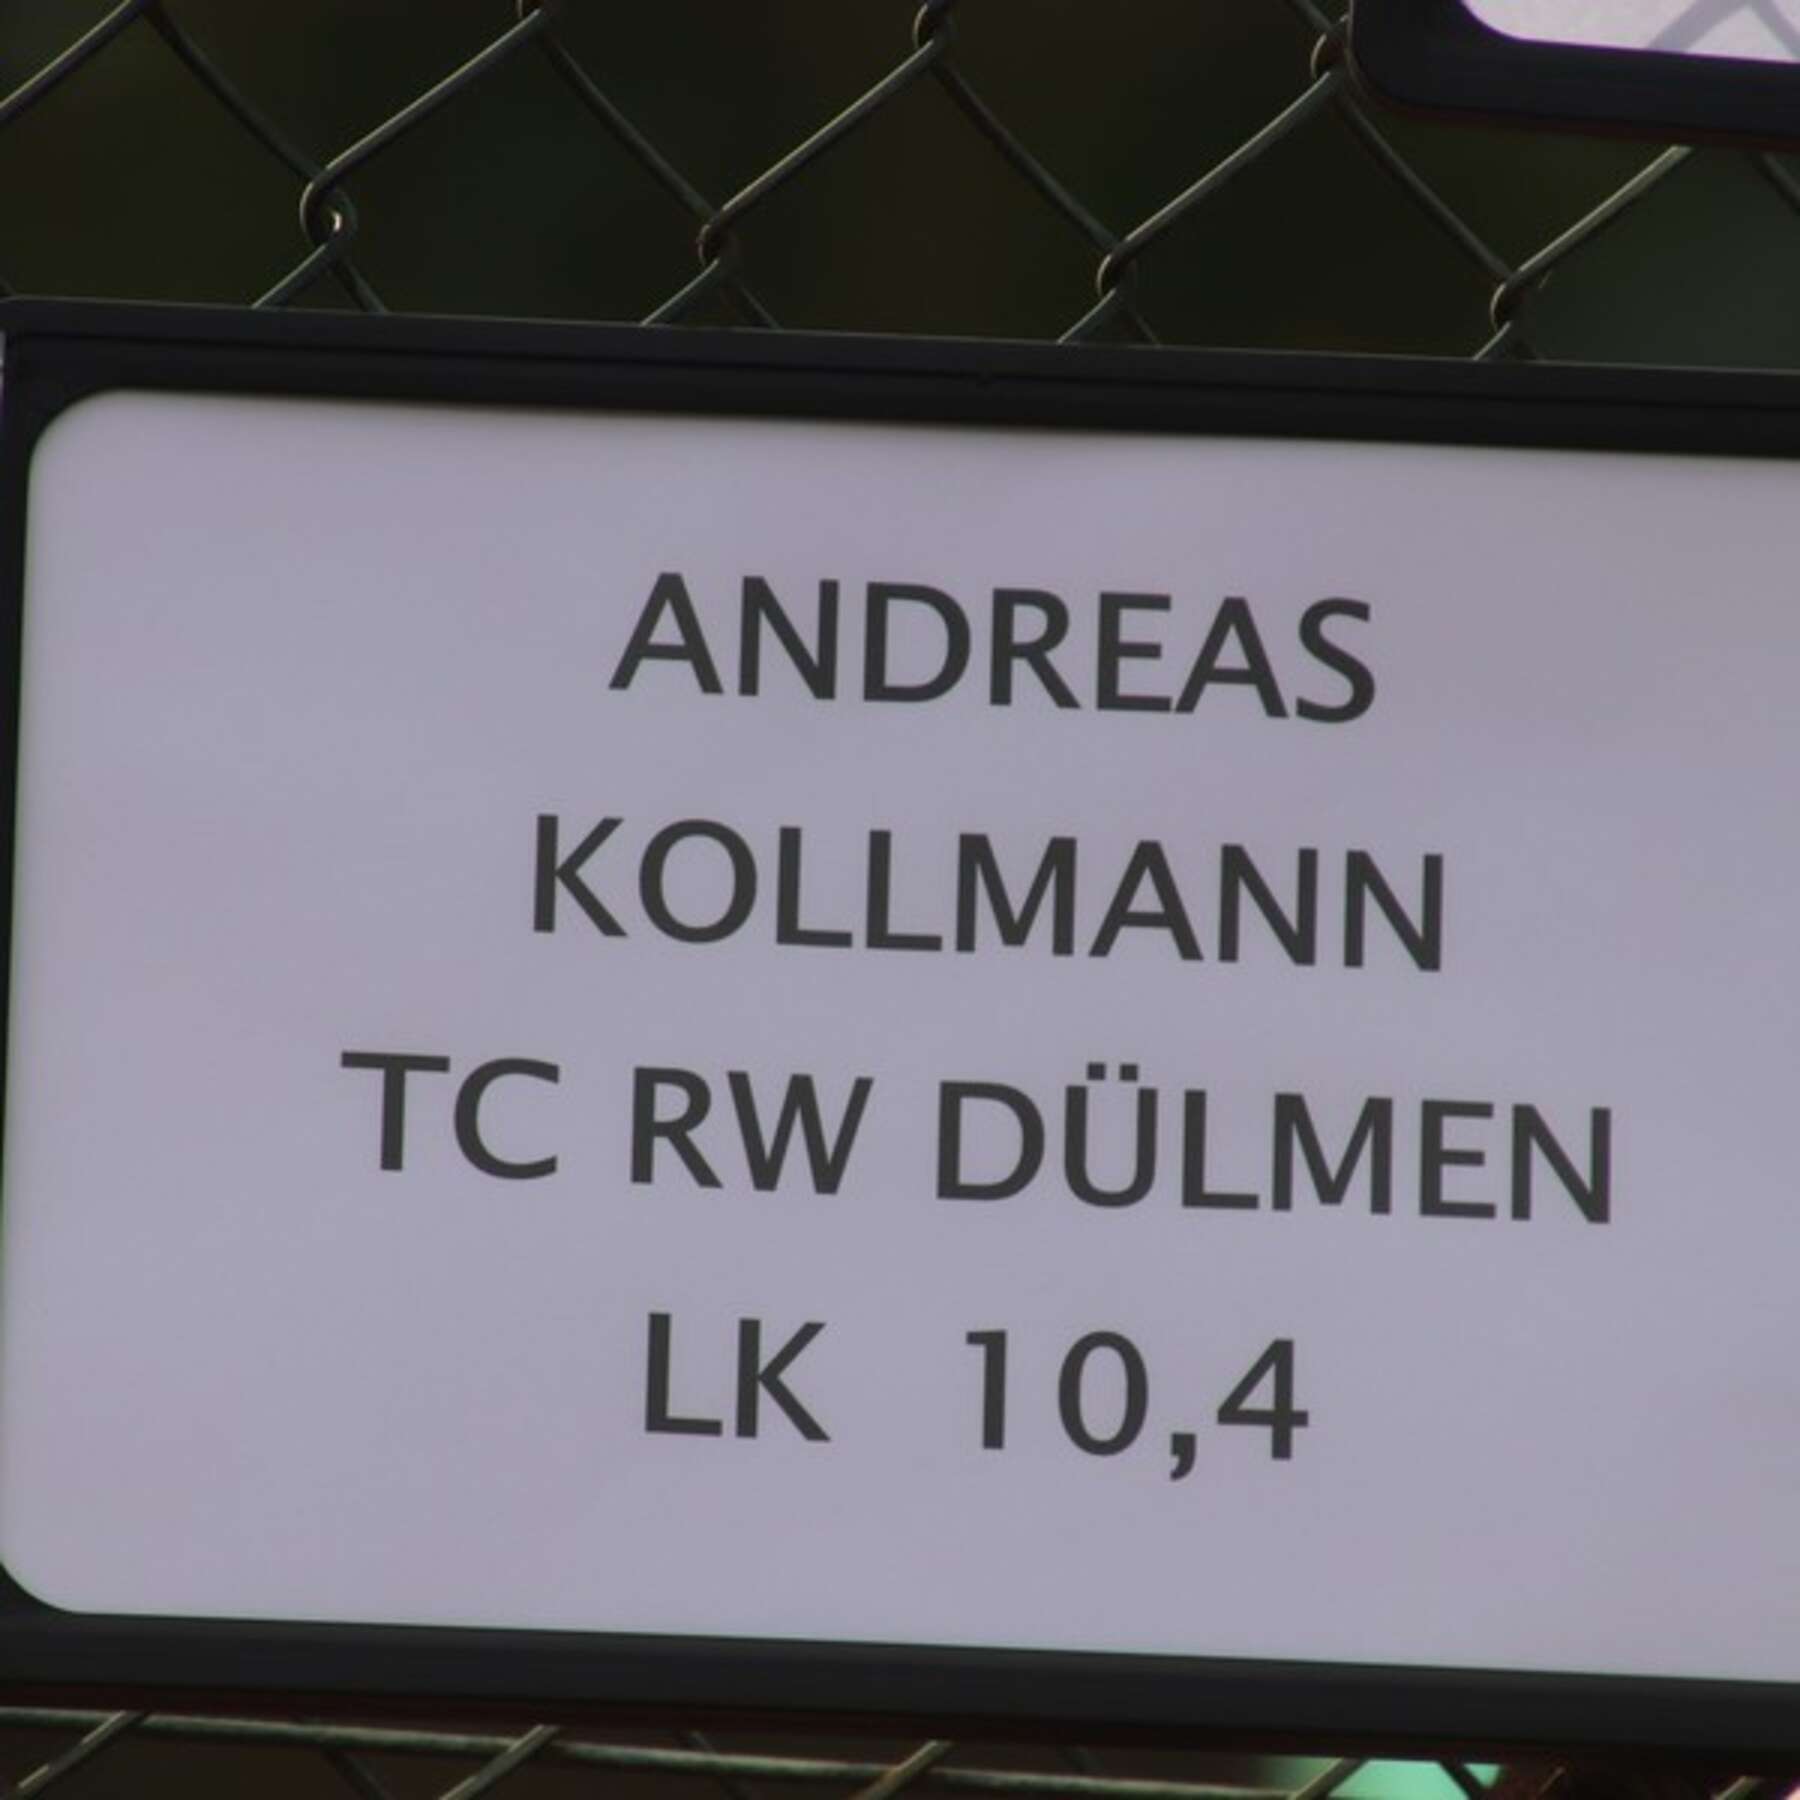 ANDREAS
KOLLMANN
TC RW DÜLMEN
LK 10,4